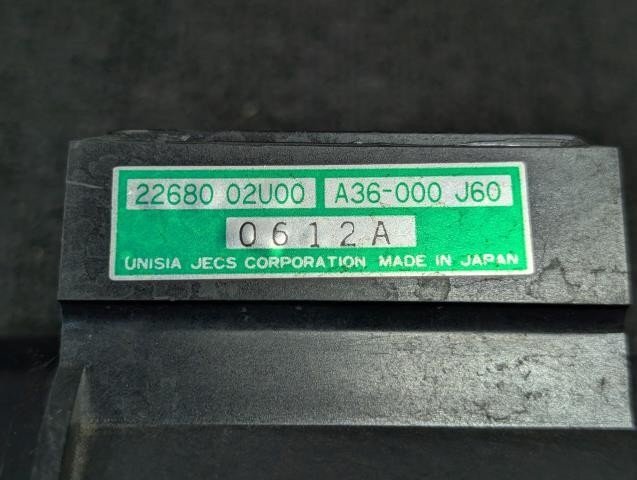 22680 02U00 A36-000 J60
0612A
UNISIA JECS CORPORATION MADE IN JAPAN